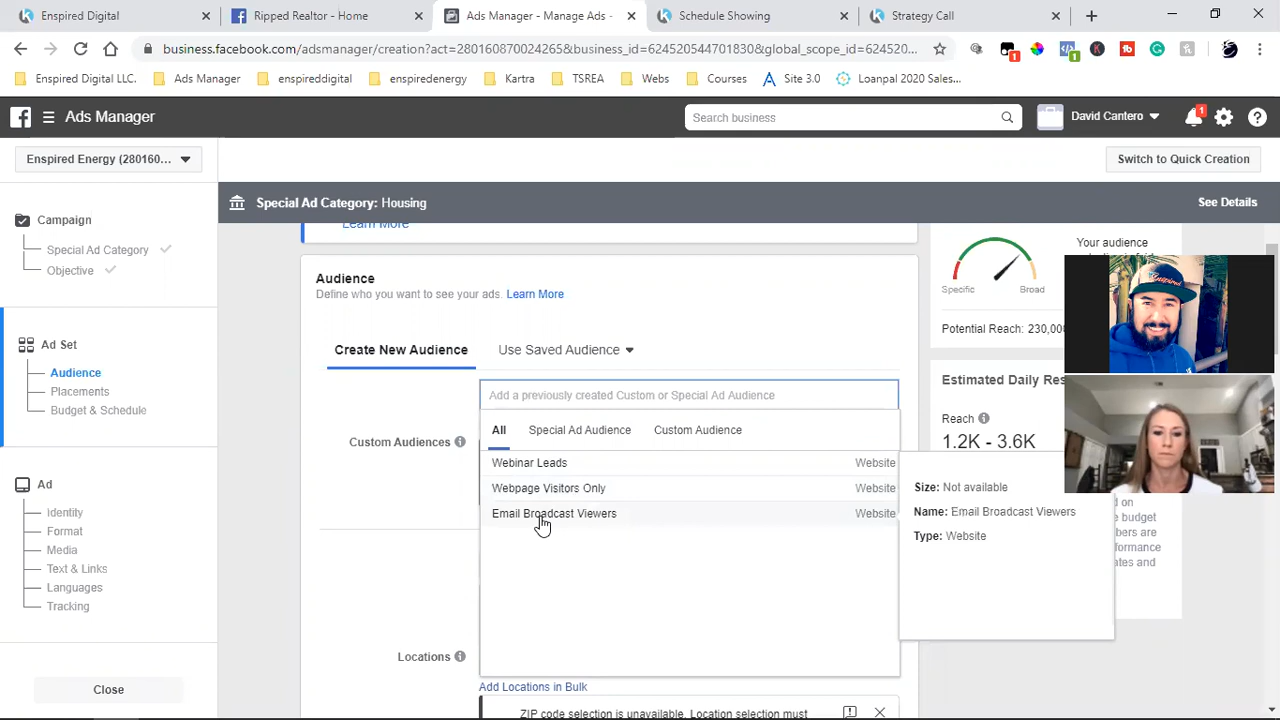 Enspired Digital
Ripped Realtor - Home
Ads Manager - Manage Ads -
Schedule Showing
Strategy Call
business.facebook.com/adsmanager/creation?act=280160870024265&business_id=624520544701830&global_scope_id=62452...
Enspired Digital LLC.
Ads Manager
enspireddigital
enspiredenergy
Kartra
TSREA
Webs
Courses
Site 3.0
Loanpal 2020 Sales...
Ads Manager
Search business
David Cantero
1
Enspired Energy (280160...
Switch to Quick Creation
Special Ad Category: Housing
See Details
Campaign
Special Ad Category
Objective
Ad Set
Audience
Placements
Budget & Schedule
Ad
Identity
Format
Media
Text & Links
Languages
Tracking
Close
Learn More
Audience
Define who you want to see your ads. Learn More
Create New Audience
Use Saved Audience
Custom Audiences
Add a previously created Custom or Special Ad Audience
All
Special Ad Audience
Custom Audience
Webinar Leads
Website
Webpage Visitors Only
Website
Email Broadcast Viewers
Website
Locations
Add Locations in Bulk
ZIP code selection is unavailable. Location selection must
Size: Not available
Name: Email Broadcast Viewers
Type: Website
Your audience
Specific
Broad
Potential Reach: 230,00
Estimated Daily Res
Reach
1.2K - 3.6K